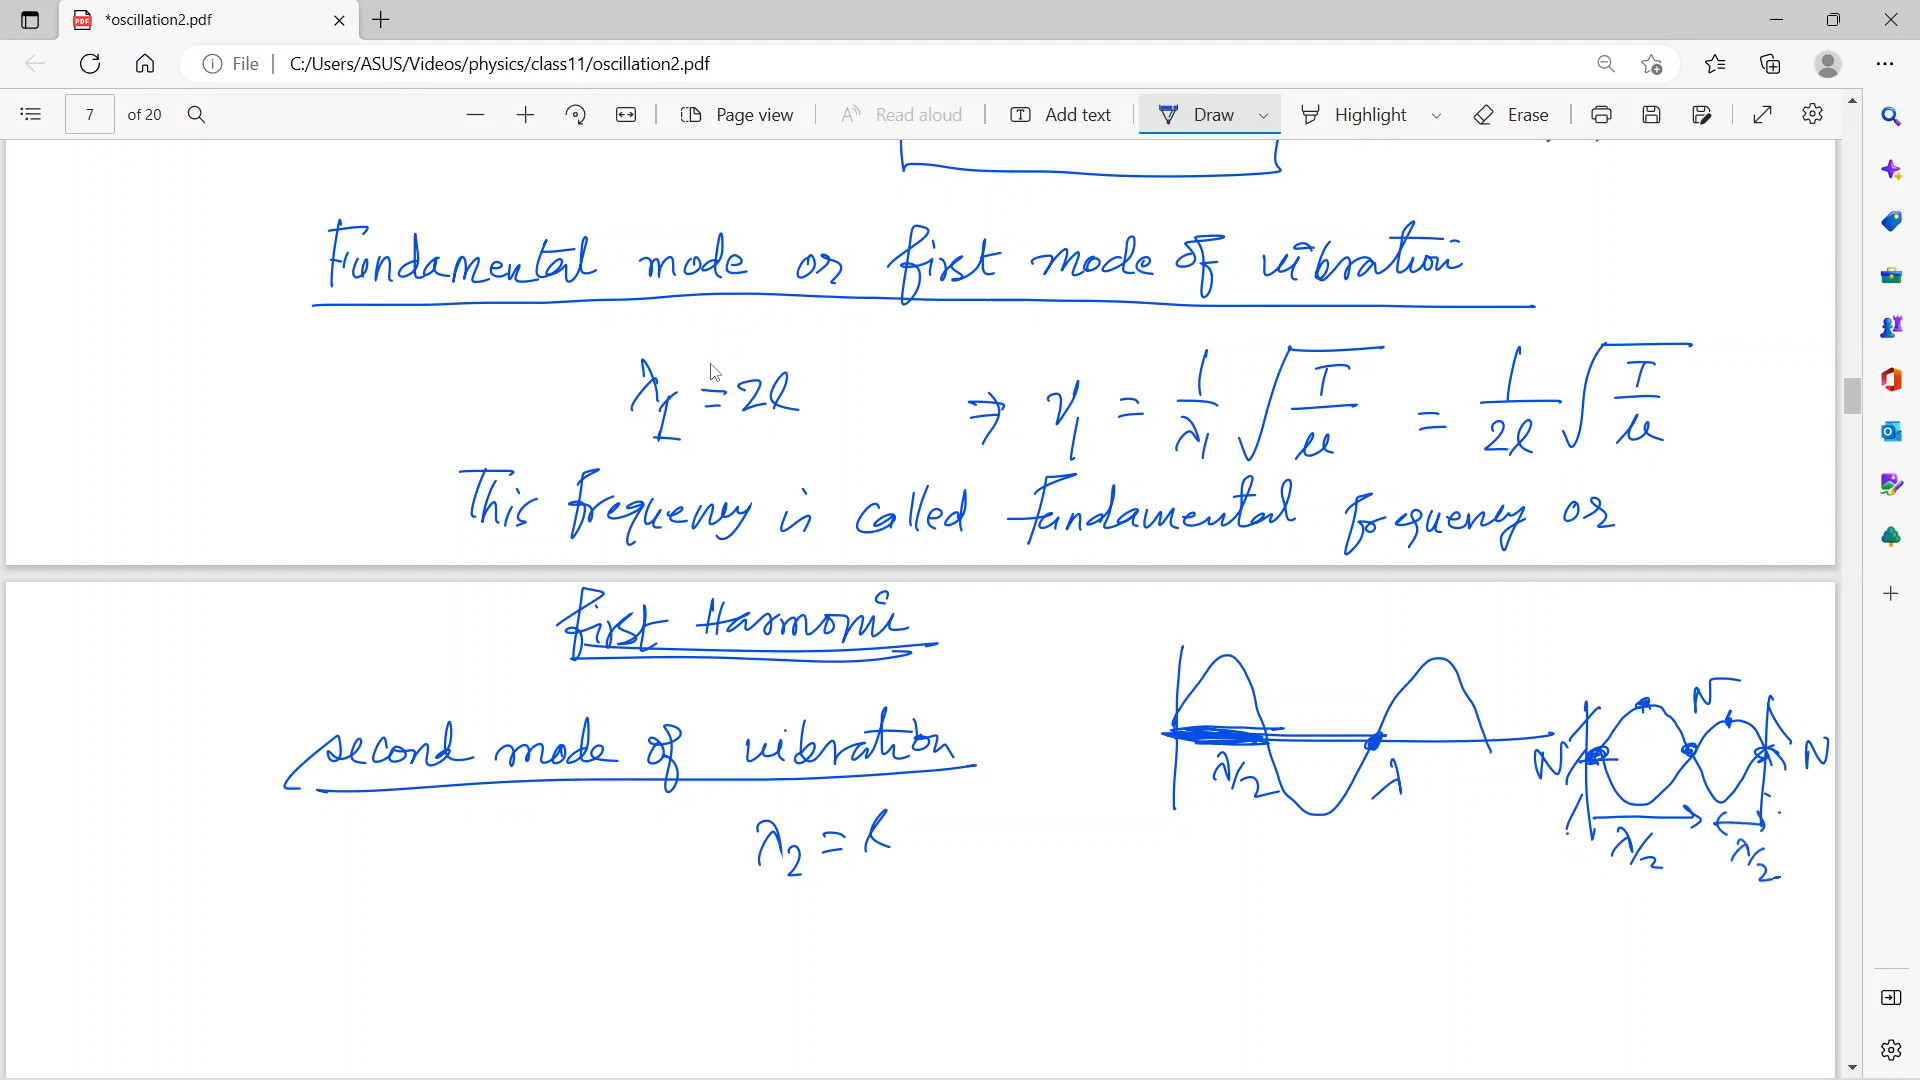 *oscillation2.pdf
File | C:/Users/ASUS/Videos/physics/class11/oscillation2.pdf
7 of 20 Page view Read aloud Add text Draw Highlight Erase
Fundamental mode or first mode of vibration
λ₁ = 2l ⇒ ν₁ = 1/λ₁ √(T/μ) = 1/2l √(T/μ)
This frequency is called fundamental frequency or
first Harmonic
second mode of vibration
λ₂ = l
λ/2 λ
N N N
λ/2 λ/2